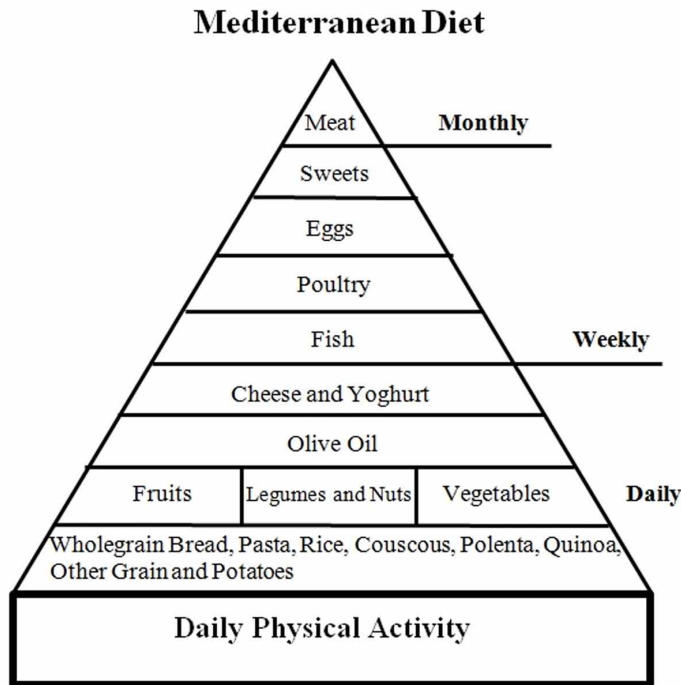 Mediterranean Diet
Meat
Monthly
Sweets
Eggs
Poultry
Fish
Weekly
Cheese and Yoghurt
Olive Oil
Fruits
Legumes and Nuts
Vegetables
Daily
Wholegrain Bread, Pasta, Rice, Couscous, Polenta, Quinoa,
Other Grain and Potatoes
Daily Physical Activity